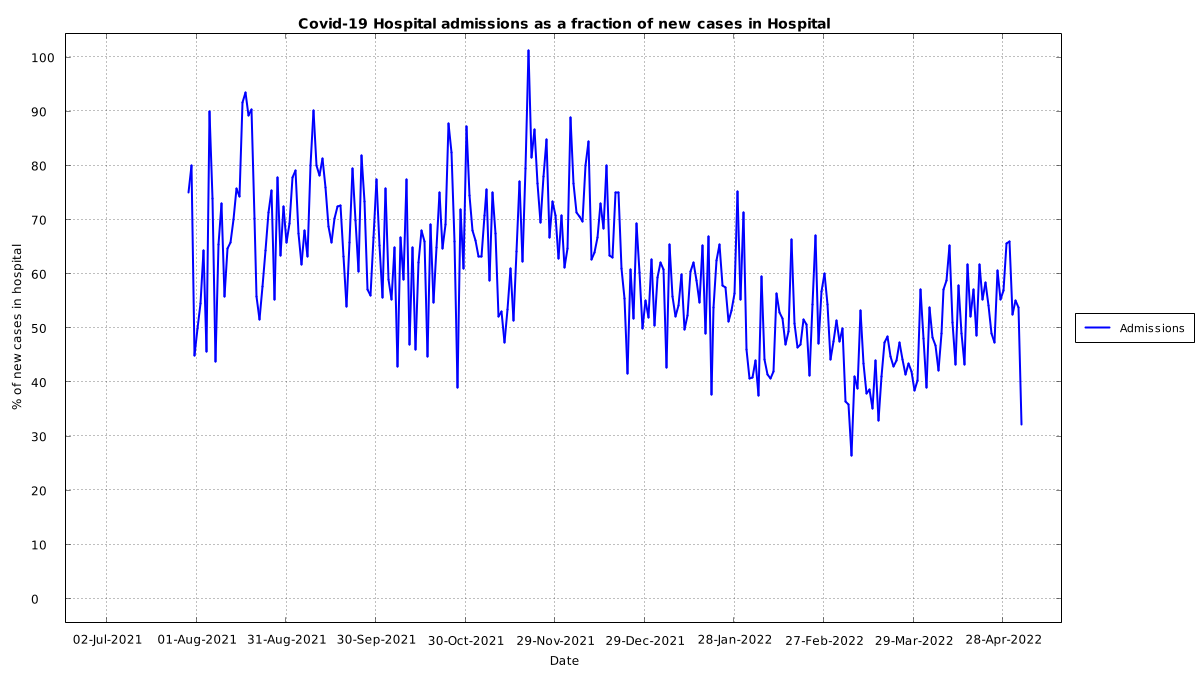 Covid-19 Hospital admissions as a fraction of new cases in Hospital
100
90
80
70
60
50
40
30
20
10
0
% of new cases in hospital
02-Jul-2021 01-Aug-2021 31-Aug-2021 30-Sep-2021 30-Oct-2021 29-Nov-2021 29-Dec-2021 28-Jan-2022 27-Feb-2022 29-Mar-2022 28-Apr-2022
Date
Admissions